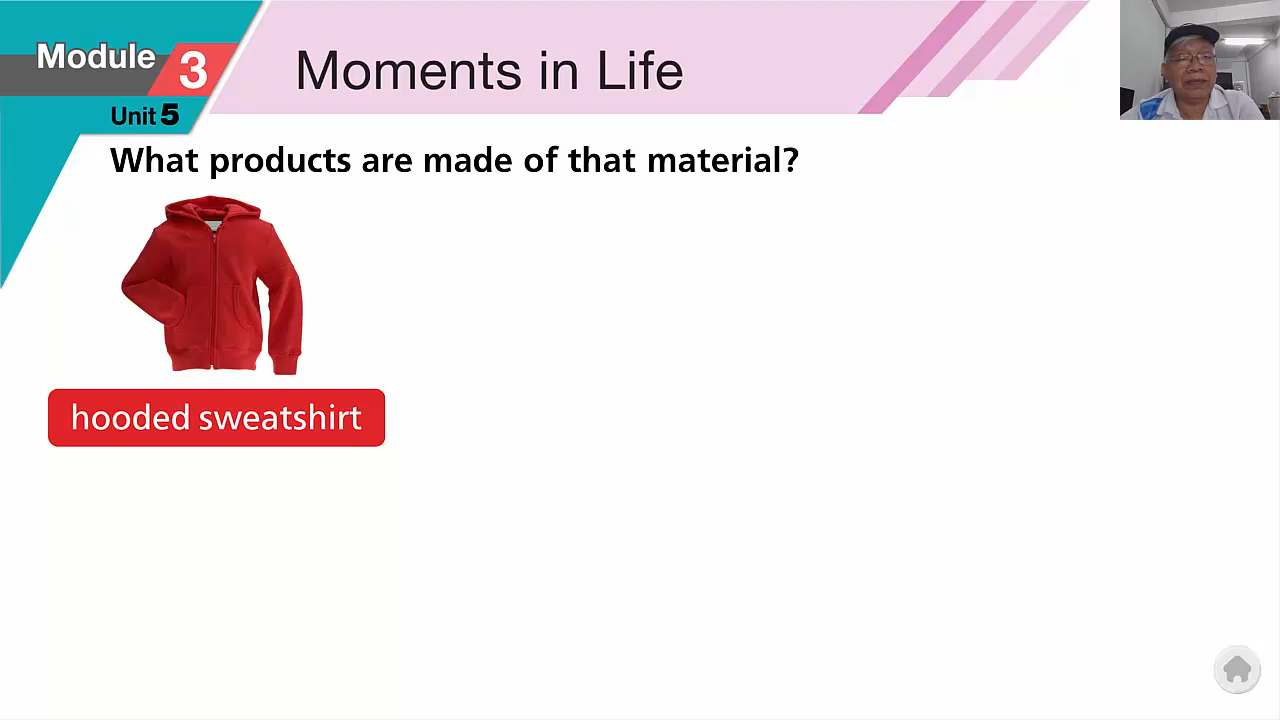 Module 3
Unit 5
Moments in Life
What products are made of that material?
hooded sweatshirt